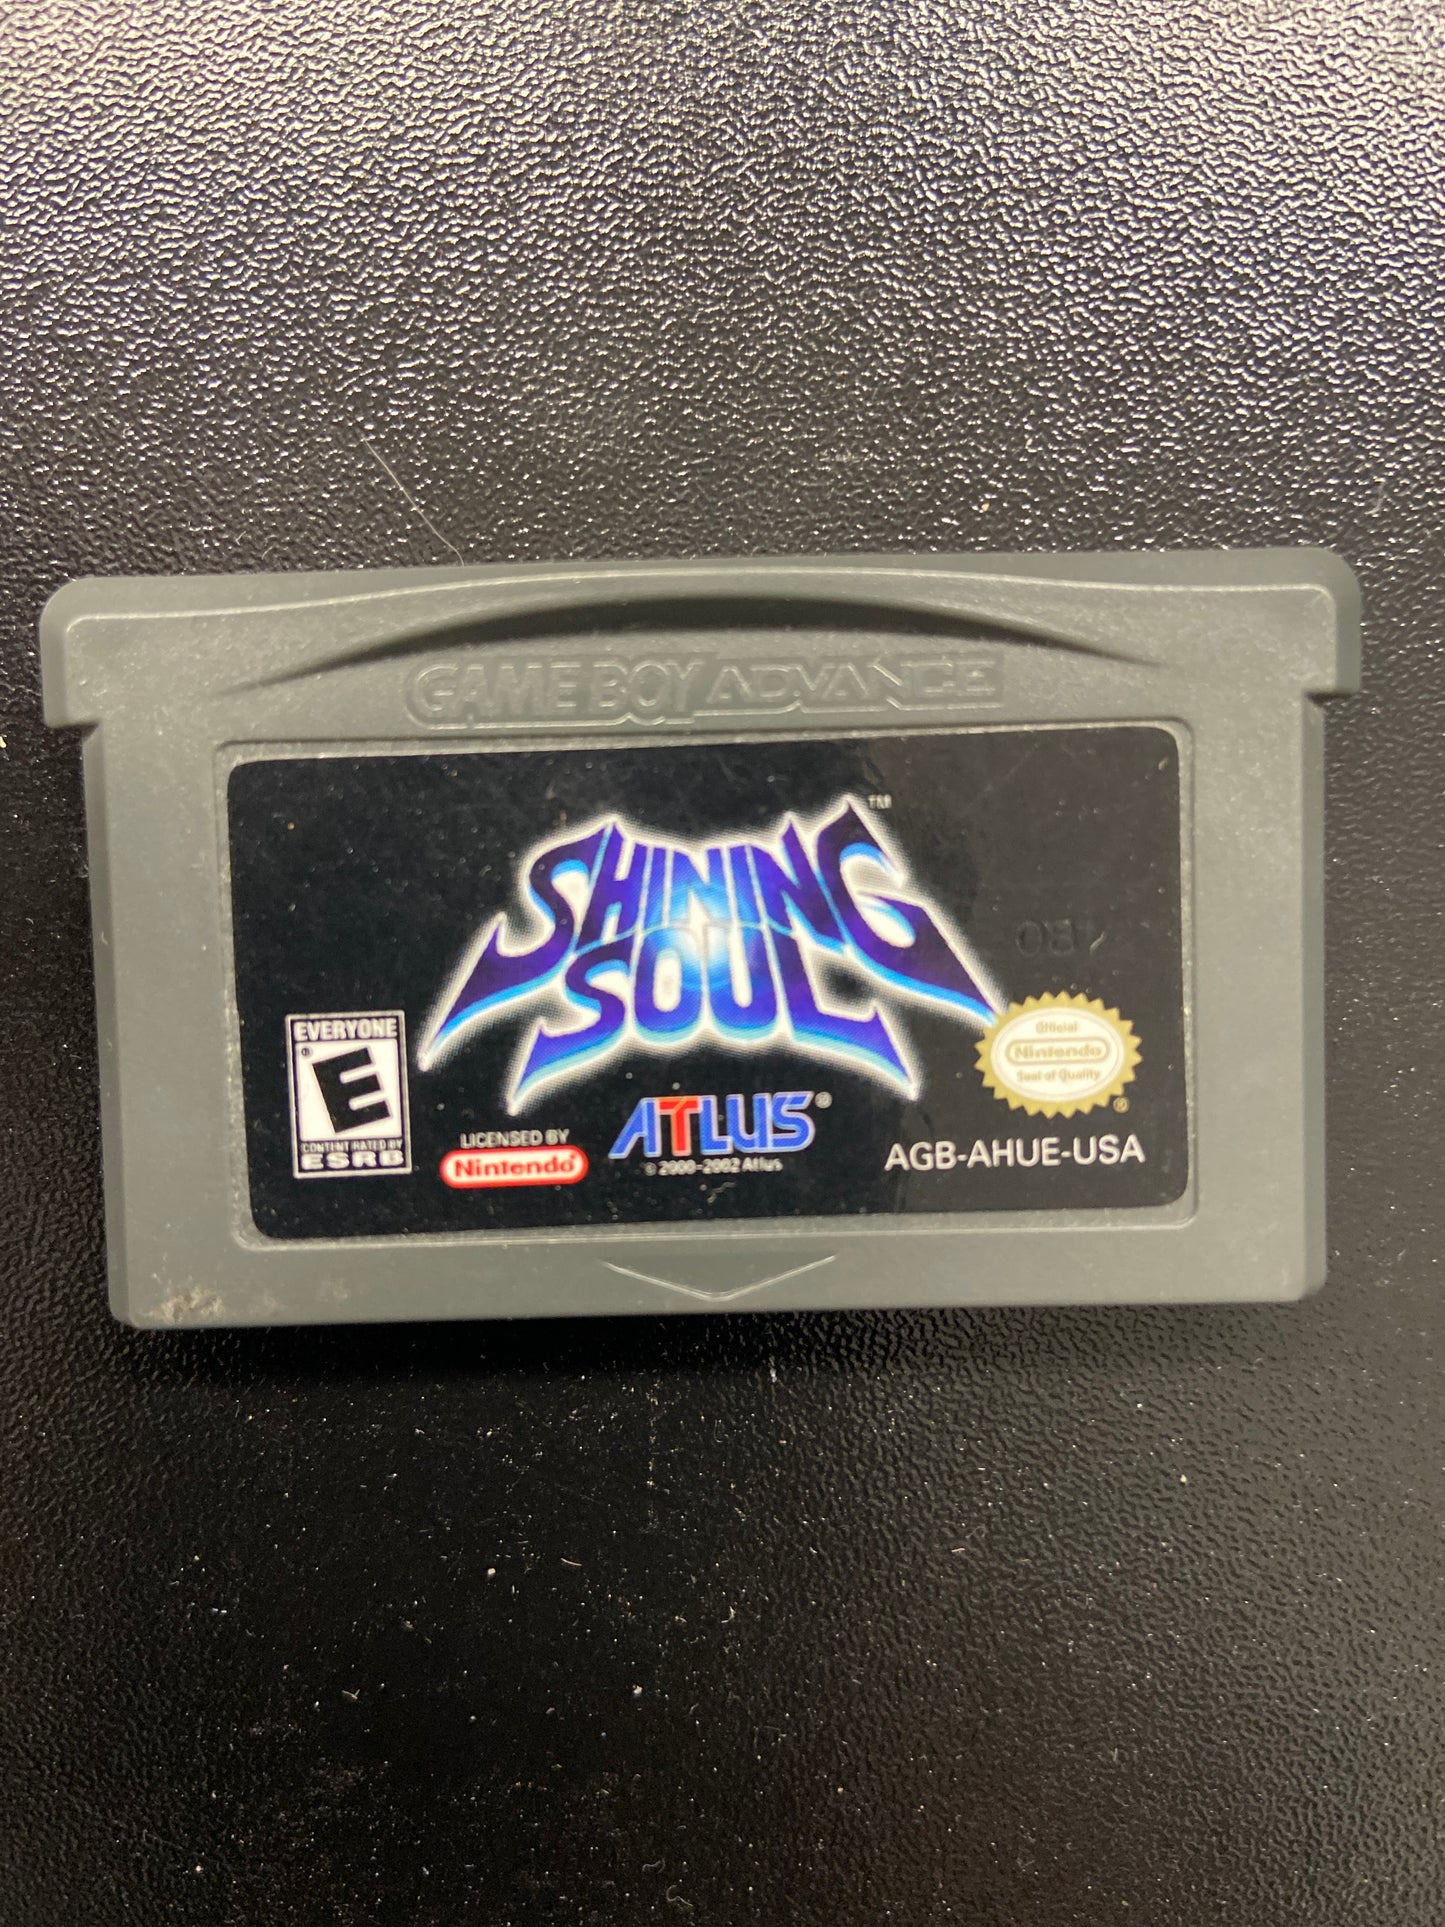 GAME BOY ADVANCE
SHINING
SOUL
TM
EVERYONE
E
CONTENT RATED BY
ESRB
LICENSED BY
Nintendo
ATLUS®
© 2000-2002 Atlus
Official
Nintendo
Seal of Quality
®
AGB-AHUE-USA